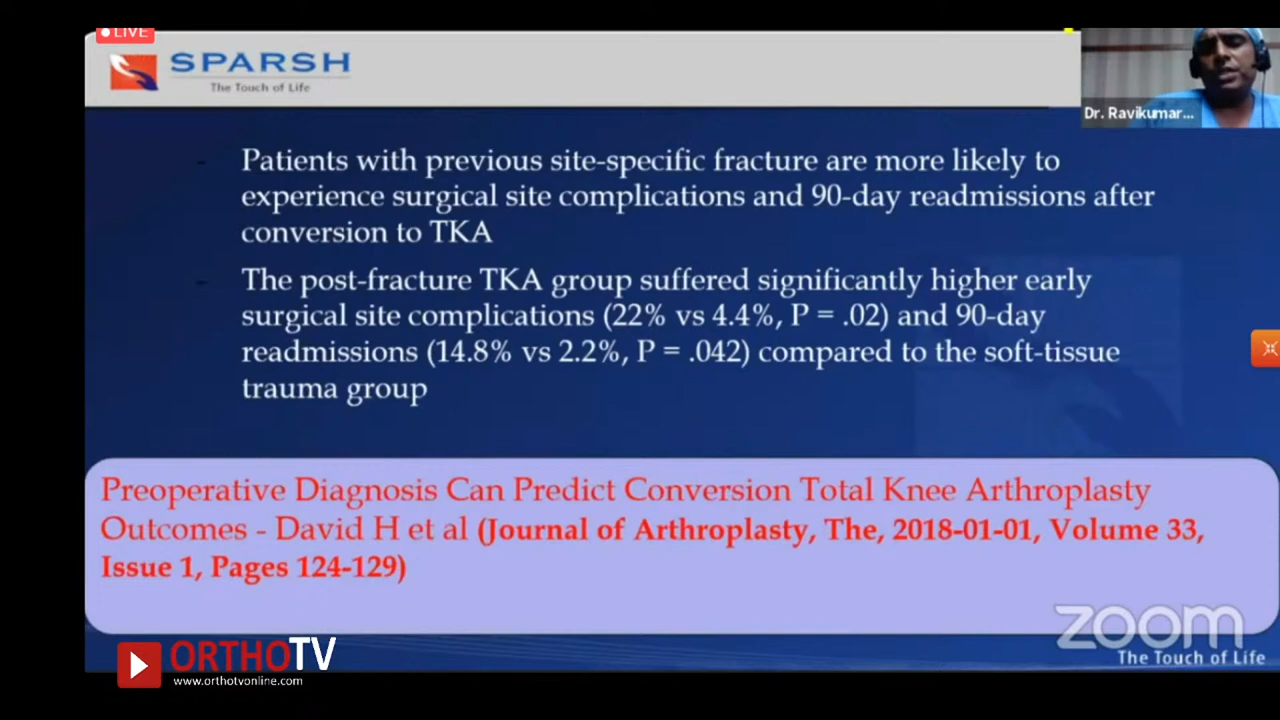 LIVE
SPARSH
The Touch of Life
Dr. Ravikumar...
- Patients with previous site-specific fracture are more likely to
experience surgical site complications and 90-day readmissions after
conversion to TKA
- The post-fracture TKA group suffered significantly higher early
surgical site complications (22% vs 4.4%, P = .02) and 90-day
readmissions (14.8% vs 2.2%, P = .042) compared to the soft-tissue
trauma group
Preoperative Diagnosis Can Predict Conversion Total Knee Arthroplasty
Outcomes - David H et al (Journal of Arthroplasty, The, 2018-01-01, Volume 33,
Issue 1, Pages 124-129)
zoom
The Touch of Life
ORTHOTV
www.orthotvonline.com